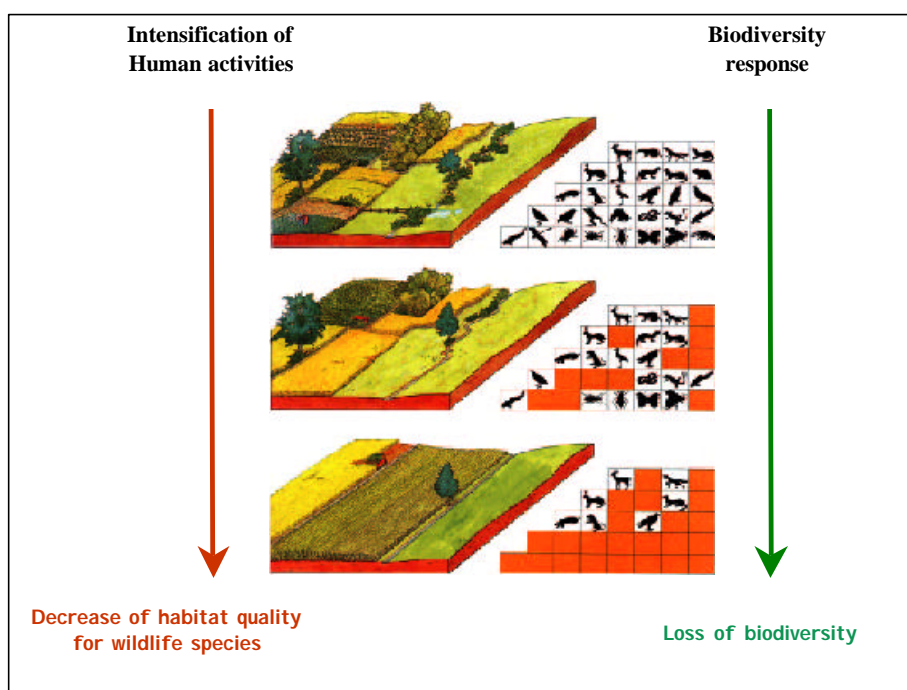 Intensification of
Human activities
Biodiversity
response
Decrease of habitat quality
for wildlife species
Loss of biodiversity